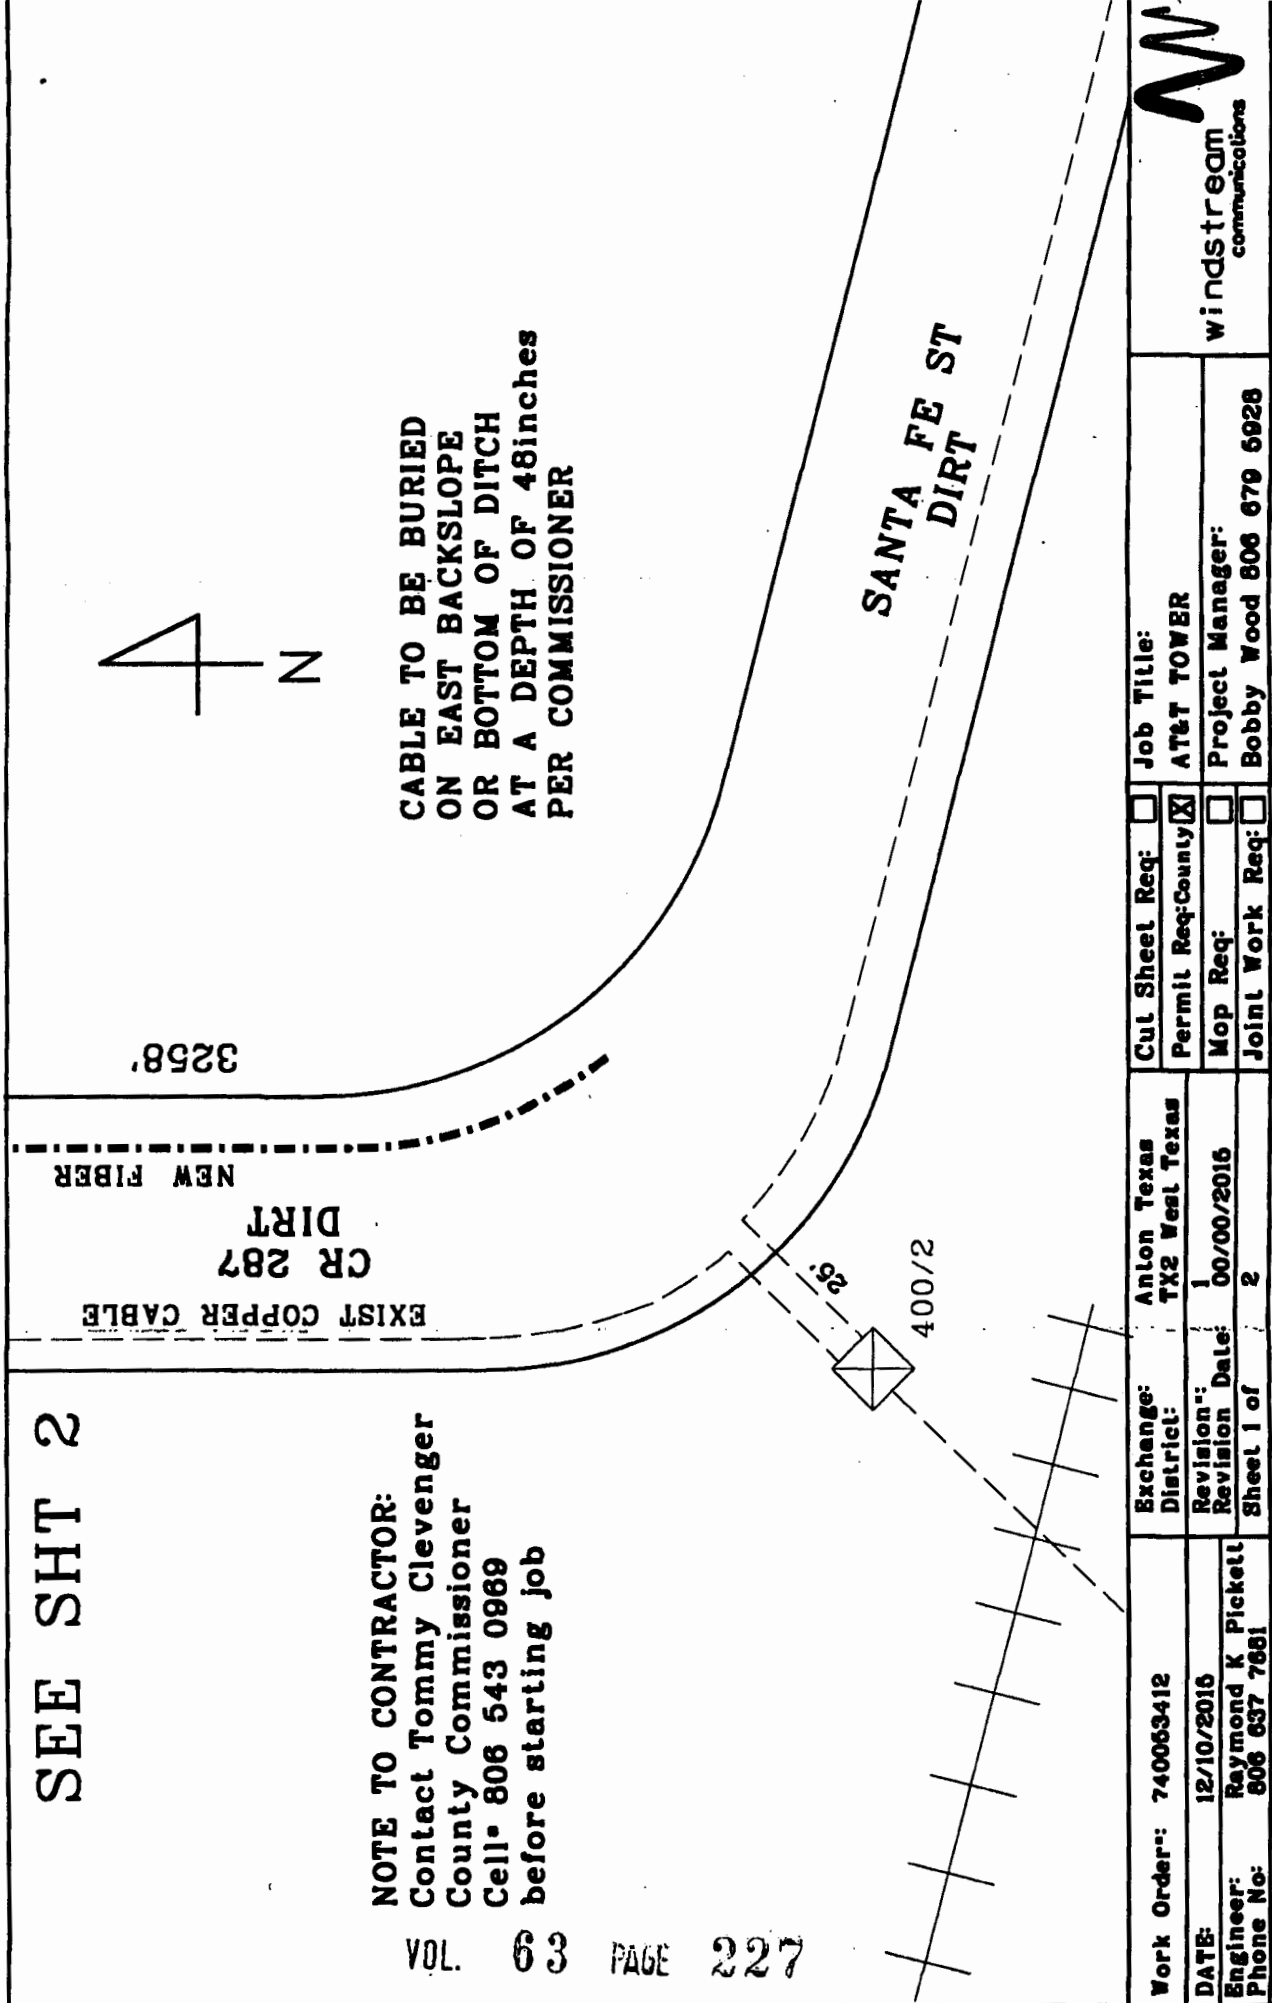 SEE SHT 2
NOTE TO CONTRACTOR:
Contact Tommy Clevenger
County Commissioner
Cell# 806 543 0969
before starting job
EXIST COPPER CABLE
CR 287
DIRT
NEW FIBER
3258'
N
CABLE TO BE BURIED
ON EAST BACKSLOPE
OR BOTTOM OF DITCH
AT A DEPTH OF 48inches
PER COMMISSIONER
25'
400/2
SANTA FE ST
DIRT
VOL. 63 PAGE 227
Work Order#: 740063412
DATE: 12/10/2015
Engineer: Raymond K Pickett
Phone No: 806 637 7681
Exchange: Anton Texas
District: TX2 West Texas
Revision#: 1
Revision Date: 00/00/2015
Sheet 1 of 2
Cut Sheet Req:
Permit Req:County X
Mop Req:
Joint Work Req:
Job Title:
AT&T TOWER
Project Manager:
Bobby Wood 806 679 5928
windstream
communications